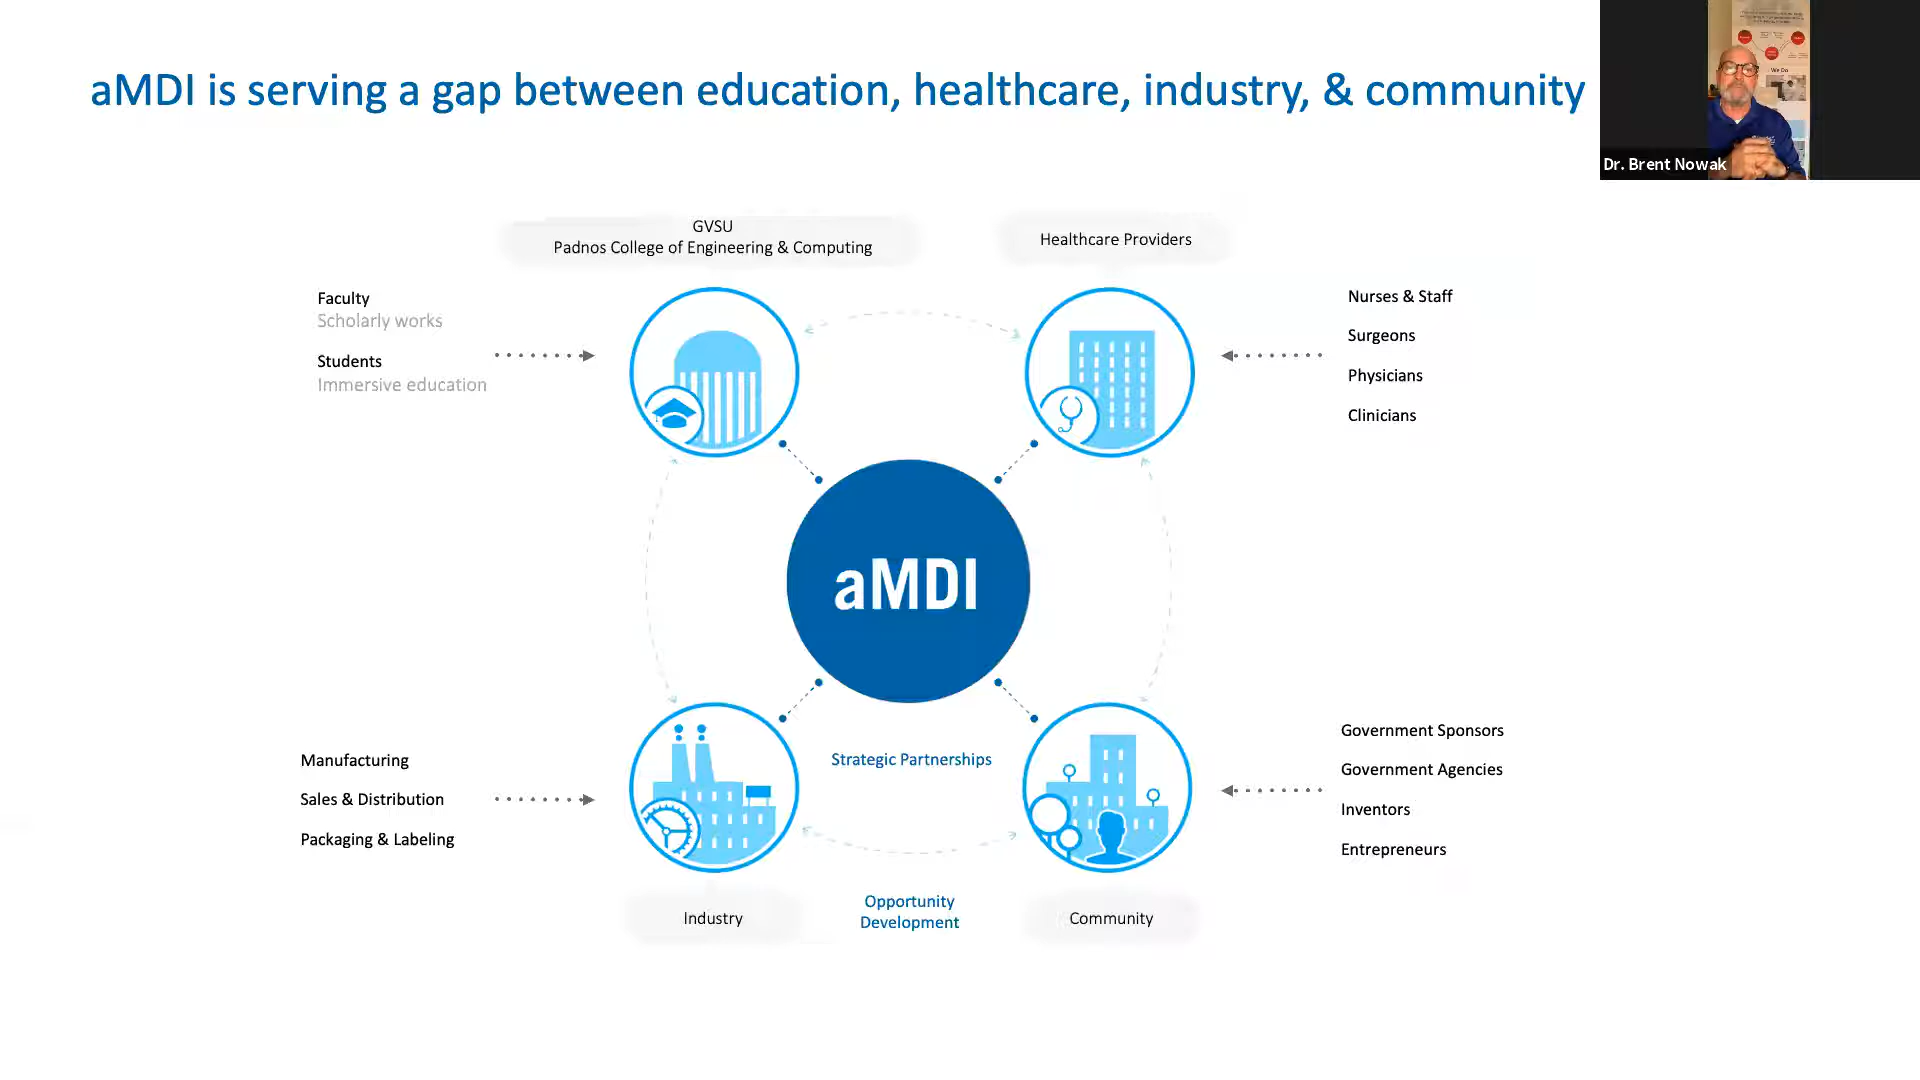 aMDI is serving a gap between education, healthcare, industry, & community
Dr. Brent Nowak
We Do
GVSU
Padnos College of Engineering & Computing
Healthcare Providers
Faculty
Scholarly works
Students
Immersive education
Nurses & Staff
Surgeons
Physicians
Clinicians
aMDI
Manufacturing
Sales & Distribution
Packaging & Labeling
Strategic Partnerships
Government Sponsors
Government Agencies
Inventors
Entrepreneurs
Industry
Opportunity
Development
Community